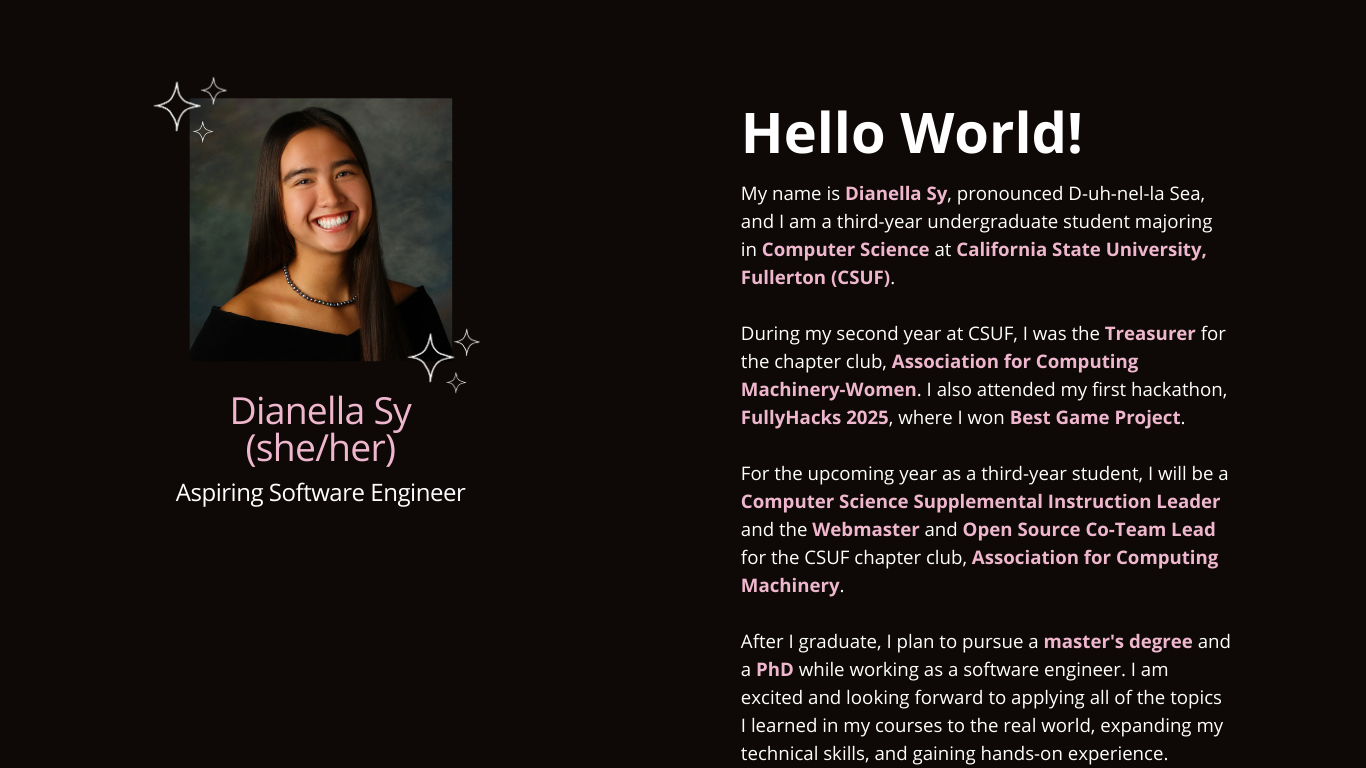 Dianella Sy
(she/her)
Aspiring Software Engineer
Hello World!
My name is Dianella Sy, pronounced D-uh-nel-la Sea,
and I am a third-year undergraduate student majoring
in Computer Science at California State University,
Fullerton (CSUF).
During my second year at CSUF, I was the Treasurer for
the chapter club, Association for Computing
Machinery-Women. I also attended my first hackathon,
FullyHacks 2025, where I won Best Game Project.
For the upcoming year as a third-year student, I will be a
Computer Science Supplemental Instruction Leader
and the Webmaster and Open Source Co-Team Lead
for the CSUF chapter club, Association for Computing
Machinery.
After I graduate, I plan to pursue a master's degree and
a PhD while working as a software engineer. I am
excited and looking forward to applying all of the topics
I learned in my courses to the real world, expanding my
technical skills, and gaining hands-on experience.